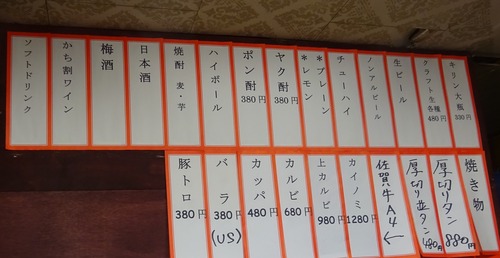 キリン大瓶 330円
クラフト生 各種 480円
生ビール
ノンアルビール
チューハイ
*プレーン
*レモン
ヤク酎 380円
ボン酎 380円
ハイボール
焼酎 麦・芋
日本酒
梅酒
かち割ワイン
ソフトドリンク
焼き物
厚切りタン 880円
厚切り並タン 480円
佐賀牛A4 ←
カイノミ 1280円
上カルビ 980円
カルビ 680円
カッパ 480円
バラ 380円 (US)
豚トロ 380円